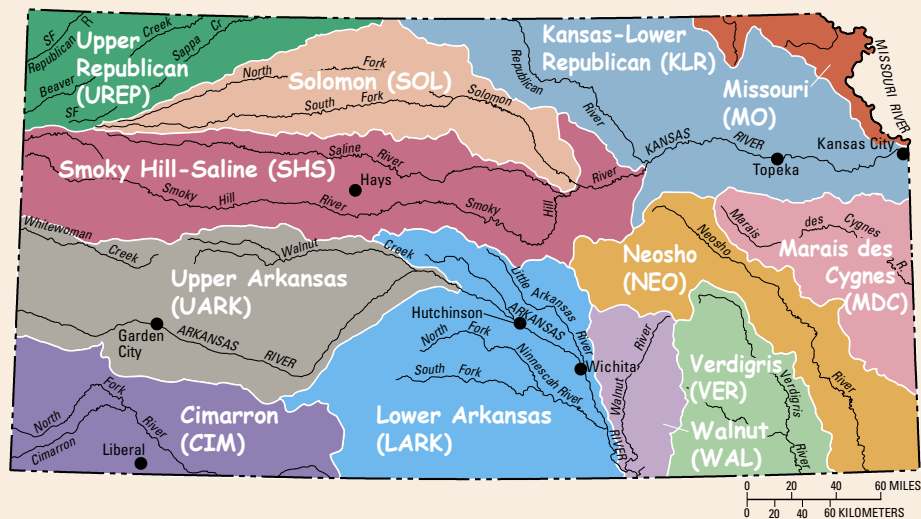 SF
Republican R
Beaver Creek
Sappa Cr
SF
Upper
Republican
(UREP)
North Fork
Solomon (SOL)
South Fork Solomon
Kansas-Lower
Republican (KLR)
Republican River
Missouri
(MO)
MISSOURI RIVER
KANSAS RIVER
Topeka
Kansas City
Smoky Hill-Saline (SHS)
Saline River
Hays
Smoky Hill River Smoky Hill River
Whitewoman Creek
Walnut Creek
Upper Arkansas
(UARK)
Garden
City
ARKANSAS RIVER
Little Arkansas River
Hutchinson
ARKANSAS RIVER
North Fork Ninnescah River
South Fork
Wichita
Lower Arkansas
(LARK)
Neosho
(NEO)
Neosho River
Marais des Cygnes R.
Marais des
Cygnes
(MDC)
Walnut River
Verdigris
(VER)
Verdigris River
Walnut
(WAL)
North Fork
Cimarron River
Cimarron
(CIM)
Liberal
0 20 40 60 MILES
0 20 40 60 KILOMETERS